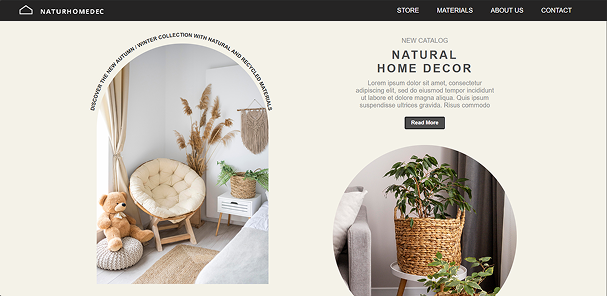 NATURHOMEDEC
STORE MATERIALS ABOUT US CONTACT
DISCOVER THE NEW AUTUMN / WINTER COLLECTION WITH NATURAL AND RECYCLED MATERIALS
NEW CATALOG
NATURAL
HOME DECOR
Lorem ipsum dolor sit amet, consectetur
adipiscing elit, sed do eiusmod tempor incididunt
ut labore et dolore magna aliqua. Quis ipsum
suspendisse ultrices gravida. Risus commodo
Read More